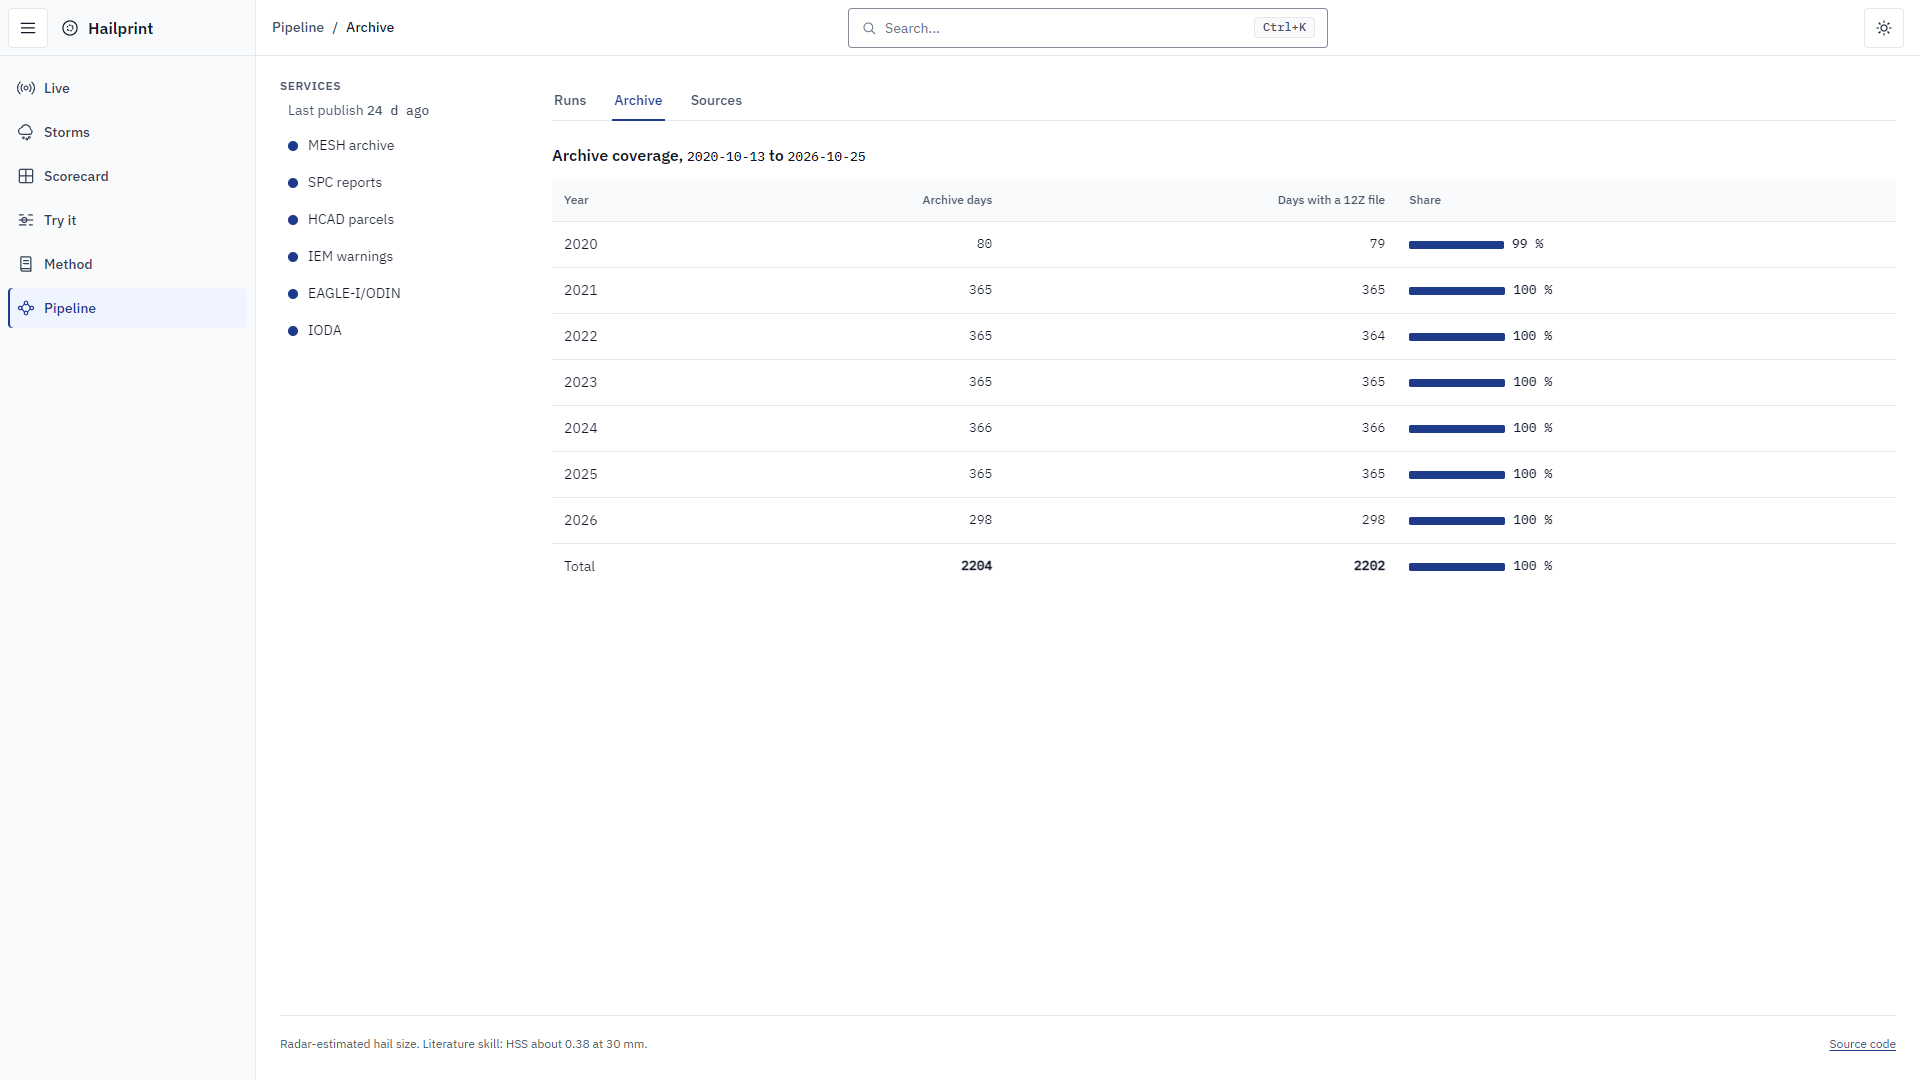 Hailprint
Pipeline / Archive
Search...
Ctrl+K
Live
Storms
Scorecard
Try it
Method
Pipeline
SERVICES
Last publish 24 d ago
MESH archive
SPC reports
HCAD parcels
IEM warnings
EAGLE-I/ODIN
IODA
Runs Archive Sources
Archive coverage, 2020-10-13 to 2026-10-25
Year Archive days Days with a 12Z file Share
2020 80 79 99 %
2021 365 365 100 %
2022 365 364 100 %
2023 365 365 100 %
2024 366 366 100 %
2025 365 365 100 %
2026 298 298 100 %
Total 2204 2202 100 %
Radar-estimated hail size. Literature skill: HSS about 0.38 at 30 mm.
Source code